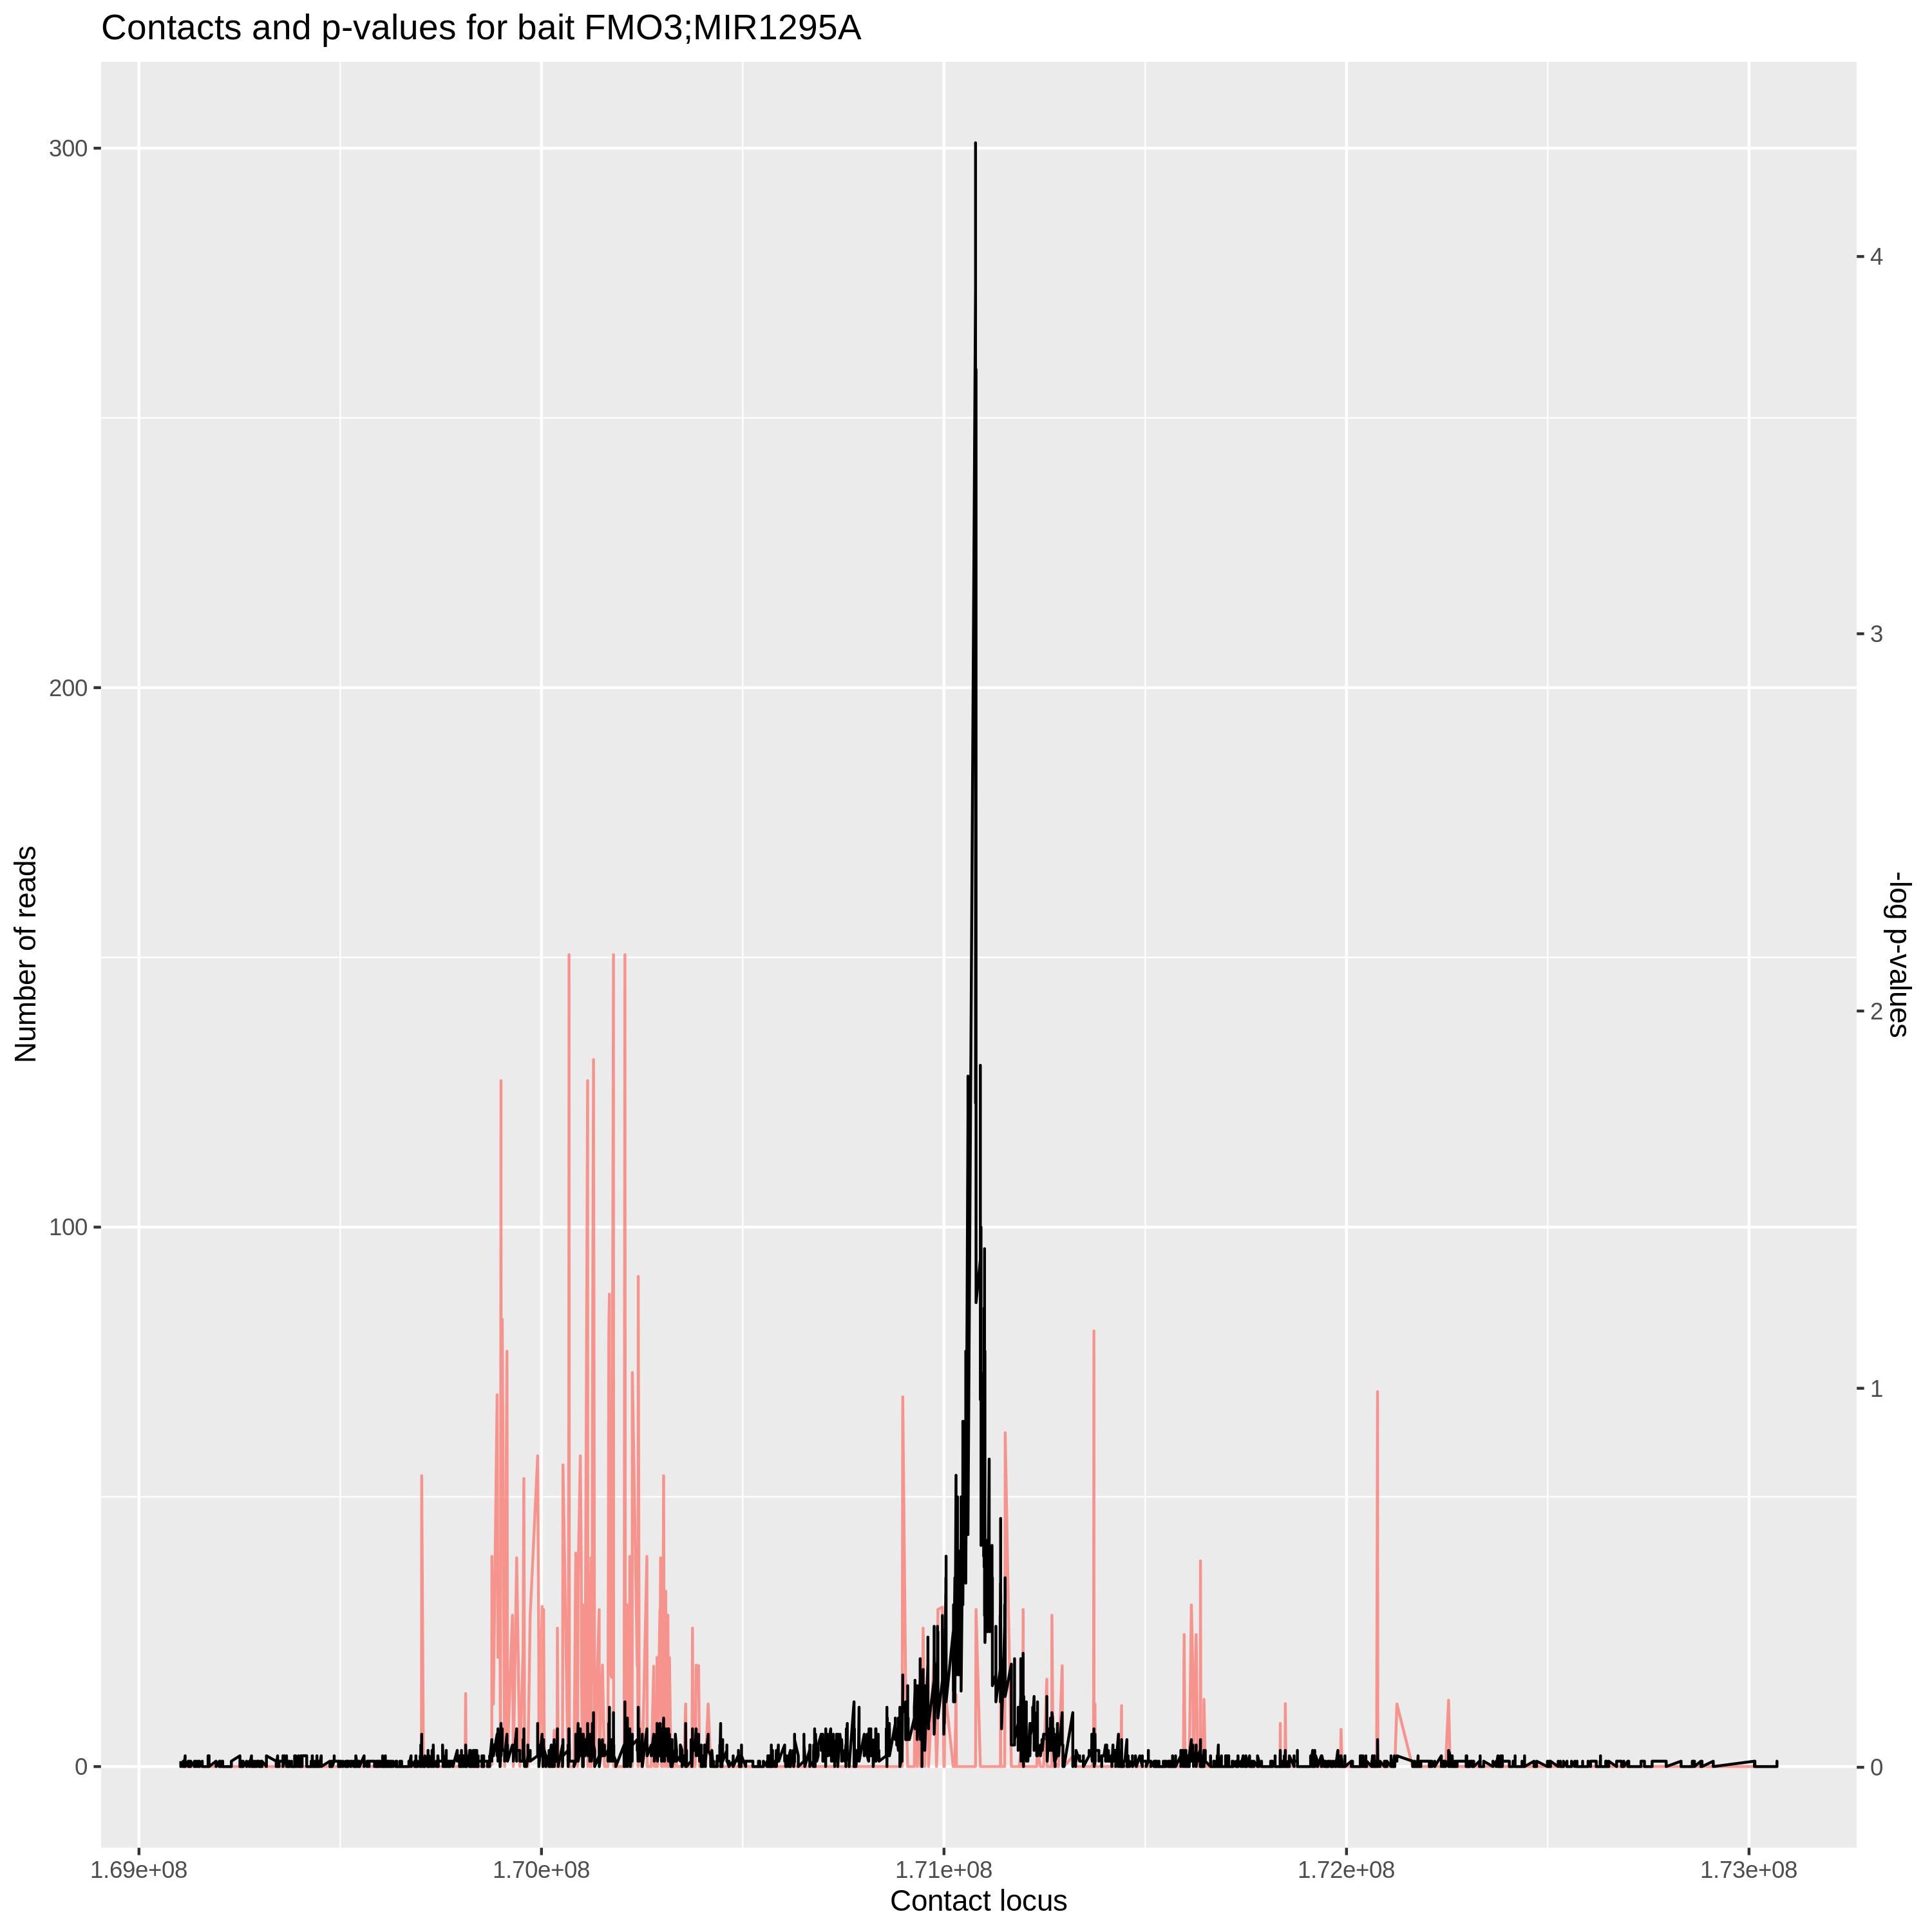 Contacts and p-values for bait FMO3;MIR1295A
300
200
100
0
Number of reads
4
3
2
1
0
-log p-values
1.69e+08 1.70e+08 1.71e+08 1.72e+08 1.73e+08
Contact locus